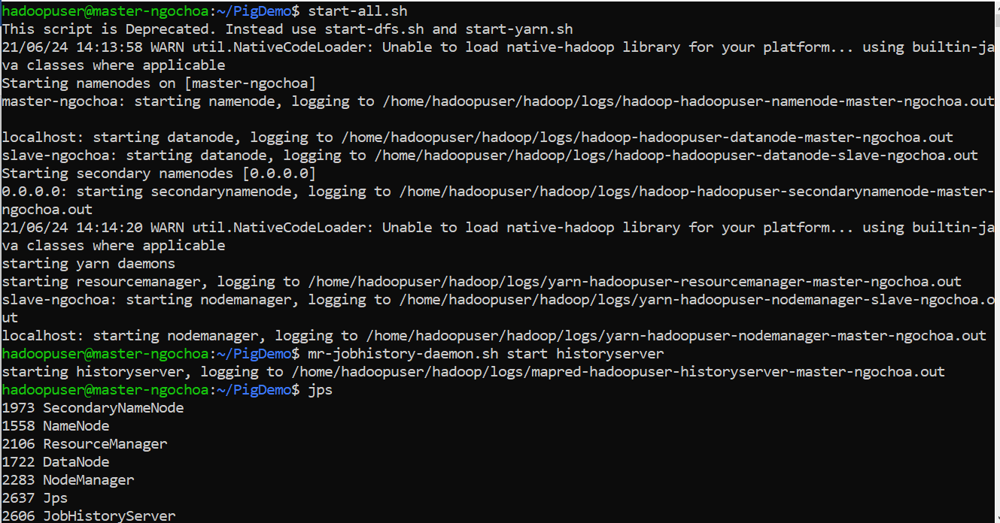 hadoopuser@master-ngochoa:~/PigDemo$ start-all.sh
This script is Deprecated. Instead use start-dfs.sh and start-yarn.sh
21/06/24 14:13:58 WARN util.NativeCodeLoader: Unable to load native-hadoop library for your platform... using builtin-ja
va classes where applicable
Starting namenodes on [master-ngochoa]
master-ngochoa: starting namenode, logging to /home/hadoopuser/hadoop/logs/hadoop-hadoopuser-namenode-master-ngochoa.out
localhost: starting datanode, logging to /home/hadoopuser/hadoop/logs/hadoop-hadoopuser-datanode-master-ngochoa.out
slave-ngochoa: starting datanode, logging to /home/hadoopuser/hadoop/logs/hadoop-hadoopuser-datanode-slave-ngochoa.out
Starting secondary namenodes [0.0.0.0]
0.0.0.0: starting secondarynamenode, logging to /home/hadoopuser/hadoop/logs/hadoop-hadoopuser-secondarynamenode-master-
ngochoa.out
21/06/24 14:14:20 WARN util.NativeCodeLoader: Unable to load native-hadoop library for your platform... using builtin-ja
va classes where applicable
starting yarn daemons
starting resourcemanager, logging to /home/hadoopuser/hadoop/logs/yarn-hadoopuser-resourcemanager-master-ngochoa.out
slave-ngochoa: starting nodemanager, logging to /home/hadoopuser/hadoop/logs/yarn-hadoopuser-nodemanager-slave-ngochoa.o
ut
localhost: starting nodemanager, logging to /home/hadoopuser/hadoop/logs/yarn-hadoopuser-nodemanager-master-ngochoa.out
hadoopuser@master-ngochoa:~/PigDemo$ mr-jobhistory-daemon.sh start historyserver
starting historyserver, logging to /home/hadoopuser/hadoop/logs/mapred-hadoopuser-historyserver-master-ngochoa.out
hadoopuser@master-ngochoa:~/PigDemo$ jps
1973 SecondaryNameNode
1558 NameNode
2106 ResourceManager
1722 DataNode
2283 NodeManager
2637 Jps
2606 JobHistoryServer